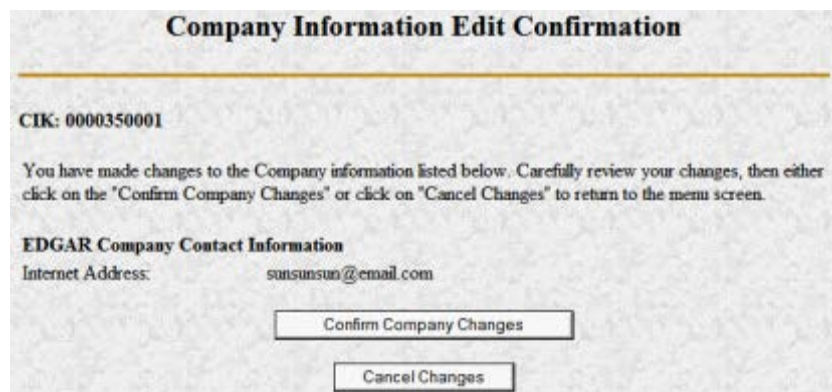 Company Information Edit Confirmation
CIK: 0000350001
You have made changes to the Company information listed below. Carefully review your changes, then either
click on the "Confirm Company Changes" or click on "Cancel Changes" to return to the menu screen.
EDGAR Company Contact Information
Internet Address: sunsunsun@email.com
Confirm Company Changes
Cancel Changes